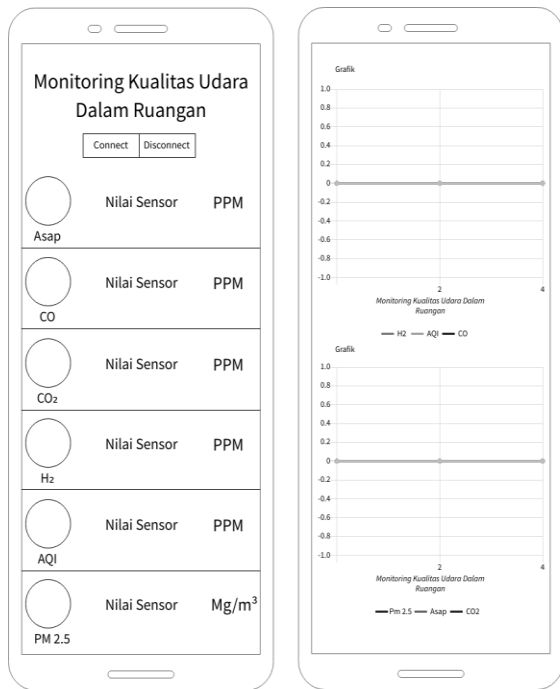 Monitoring Kualitas Udara
Dalam Ruangan
Connect Disconnect
Nilai Sensor PPM
Asap
Nilai Sensor PPM
CO
Nilai Sensor PPM
CO₂
Nilai Sensor PPM
H₂
Nilai Sensor PPM
AQI
Nilai Sensor Mg/m³
PM 2.5
Grafik
1.0
0.8
0.6
0.4
0.2
0
-0.2
-0.4
-0.6
-0.8
-1.0
2 4
Monitoring Kualitas Udara Dalam
Ruangan
H2 AQI CO
Grafik
1.0
0.8
0.6
0.4
0.2
0
-0.2
-0.4
-0.6
-0.8
-1.0
2 4
Monitoring Kualitas Udara Dalam
Ruangan
Pm 2.5 Asap CO2